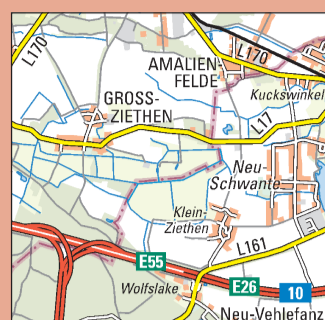 L170
L170
AMALIEN-
FELDE
Kuckswinkel
GROSS-
ZIETHEN
L17
Neu-
Schwante
Klein-
Ziethen
L161
E55
E26
10
Wolfslake
Neu-Vehlefanz